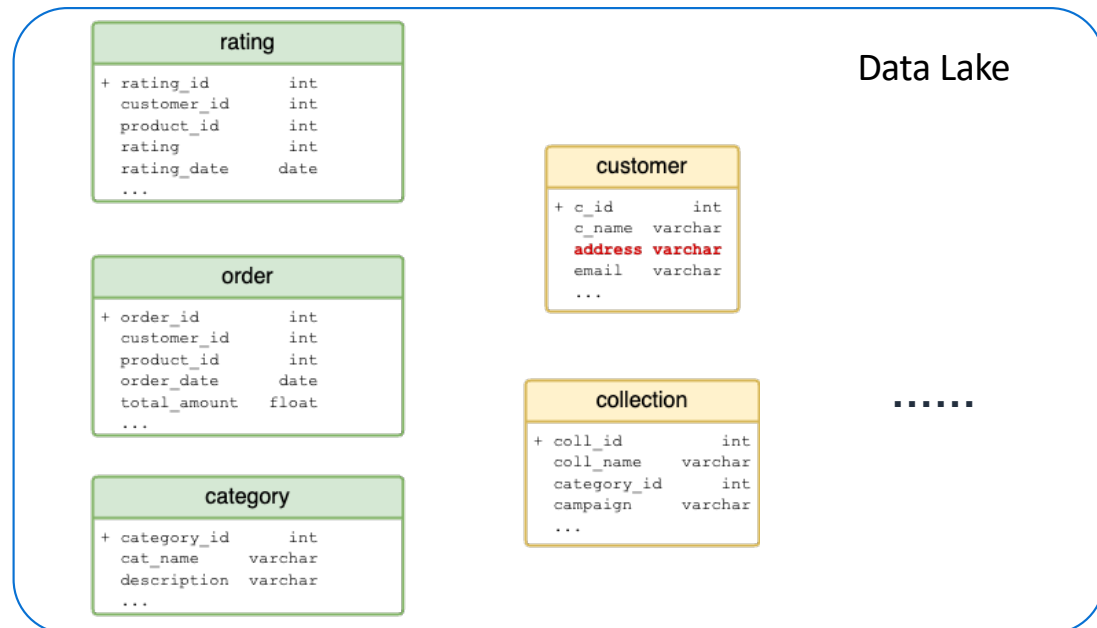 Data Lake
rating
+ rating_id int
customer_id int
product_id int
rating int
rating_date date
...
order
+ order_id int
customer_id int
product_id int
order_date date
total_amount float
...
category
+ category_id int
cat_name varchar
description varchar
...
customer
+ c_id int
c_name varchar
address varchar
email varchar
...
collection
+ coll_id int
coll_name varchar
category_id int
campaign varchar
...
......